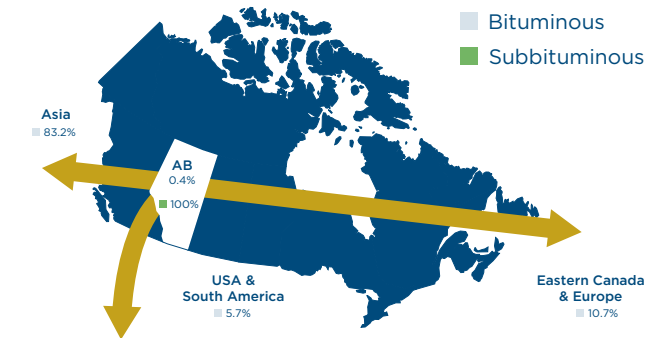 Bituminous
Subbituminous
Asia
83.2%
AB
0.4%
100%
USA &
South America
5.7%
Eastern Canada
& Europe
10.7%